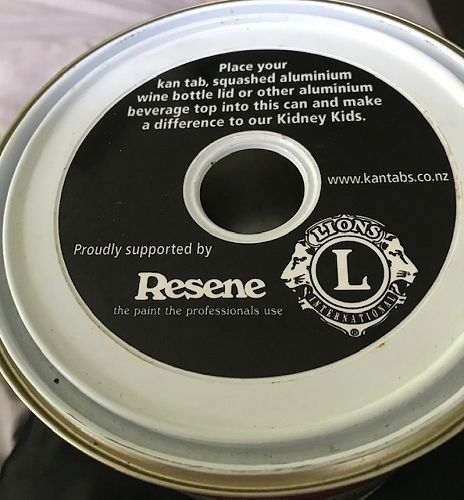 Place your
kan tab, squashed aluminium
wine bottle lid or other aluminium
beverage top into this can and make
a difference to our Kidney Kids.
www.kantabs.co.nz
Proudly supported by
Resene
the paint the professionals use
LIONS
L
INTERNATIONAL
®